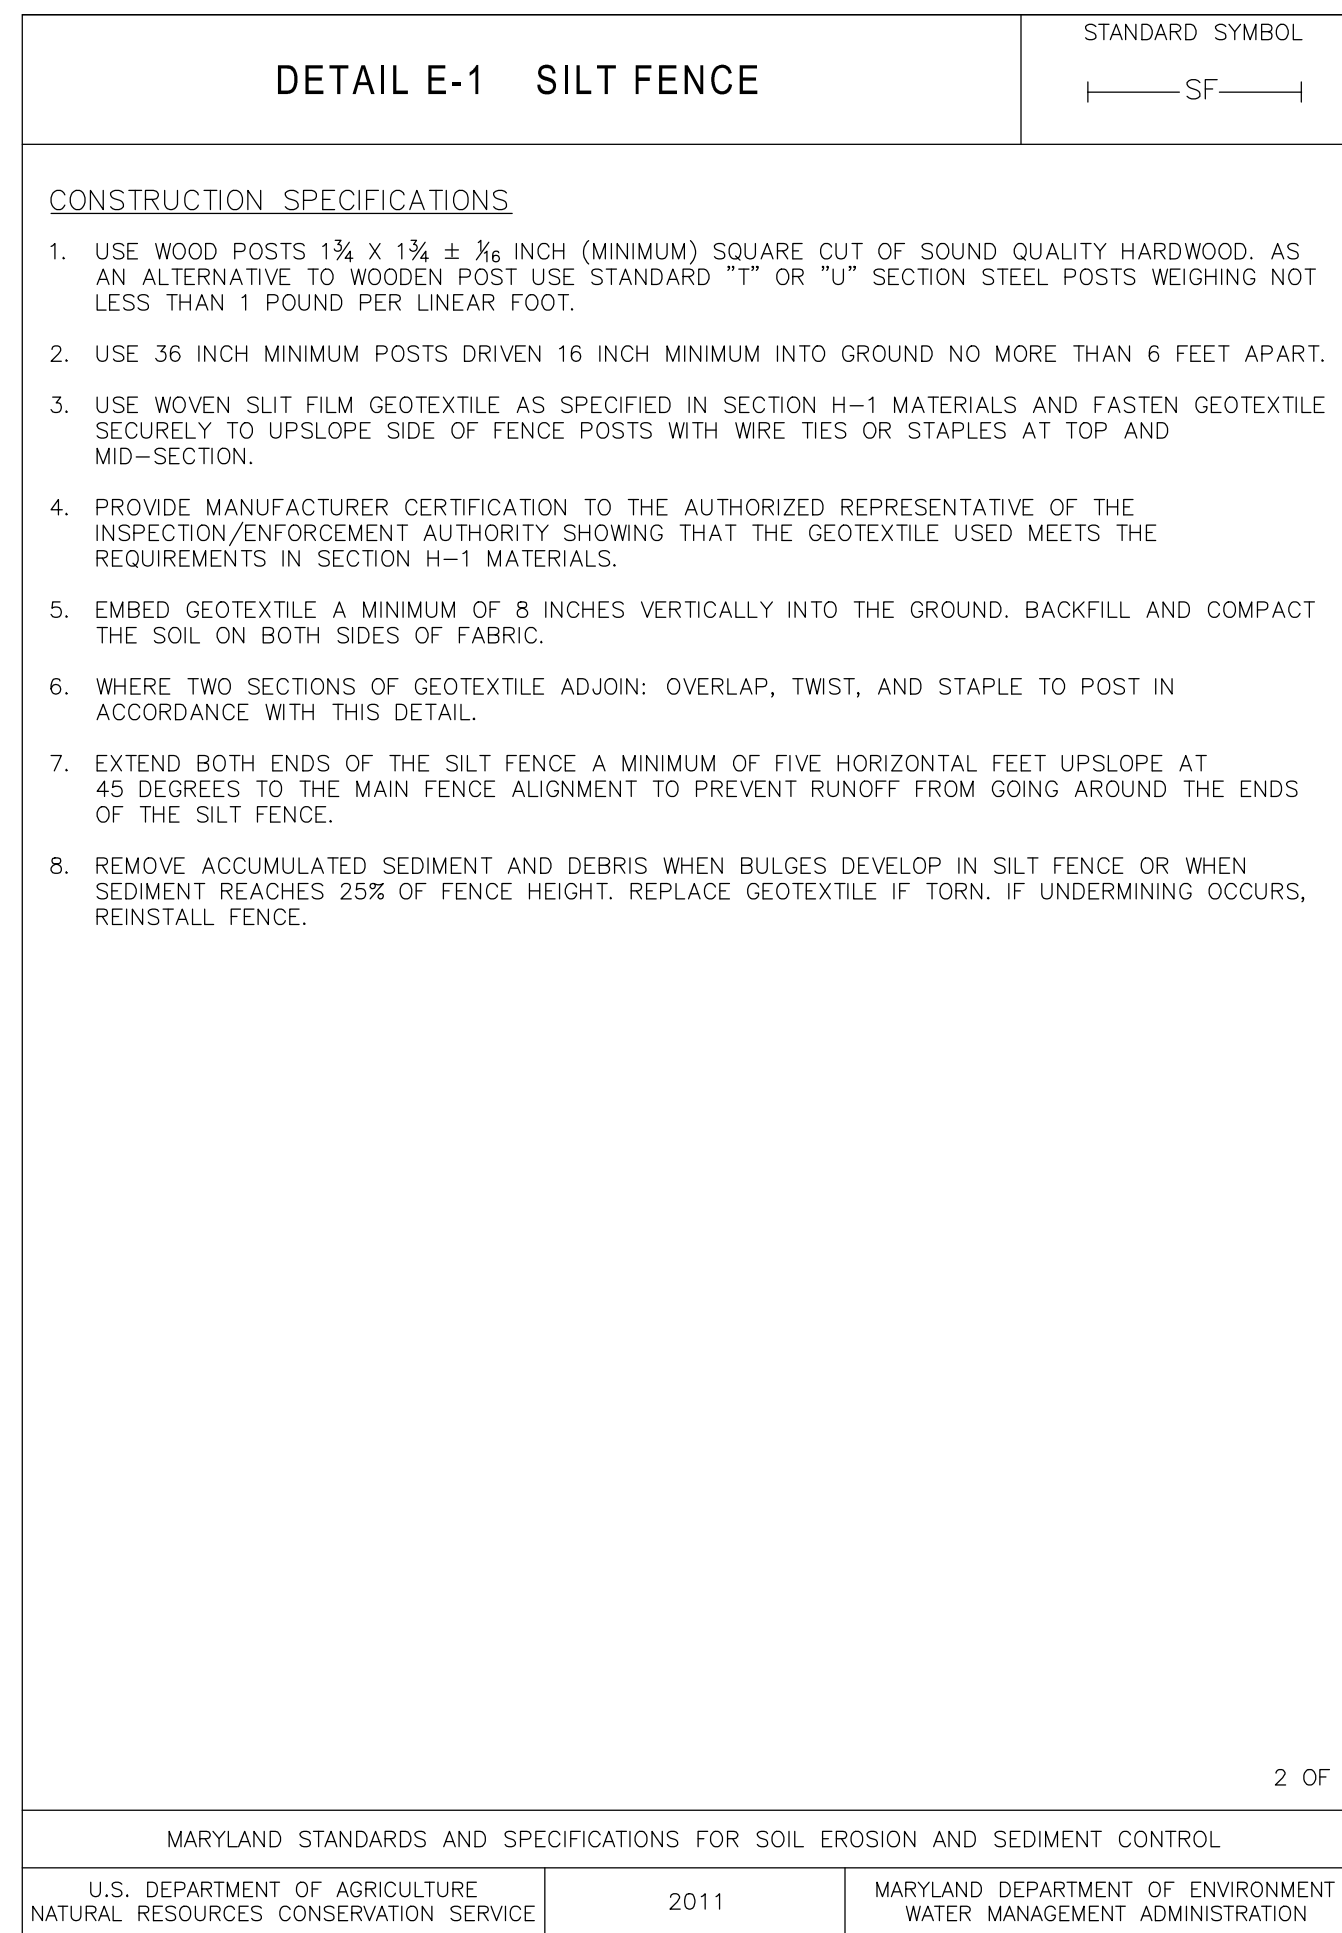 DETAIL E-1 SILT FENCE
STANDARD SYMBOL
SF
CONSTRUCTION SPECIFICATIONS
1. USE WOOD POSTS 1¾ X 1¾ ± 1⁄16 INCH (MINIMUM) SQUARE CUT OF SOUND QUALITY HARDWOOD. AS
AN ALTERNATIVE TO WOODEN POST USE STANDARD "T" OR "U" SECTION STEEL POSTS WEIGHING NOT
LESS THAN 1 POUND PER LINEAR FOOT.
2. USE 36 INCH MINIMUM POSTS DRIVEN 16 INCH MINIMUM INTO GROUND NO MORE THAN 6 FEET APART.
3. USE WOVEN SLIT FILM GEOTEXTILE AS SPECIFIED IN SECTION H-1 MATERIALS AND FASTEN GEOTEXTILE
SECURELY TO UPSLOPE SIDE OF FENCE POSTS WITH WIRE TIES OR STAPLES AT TOP AND
MID-SECTION.
4. PROVIDE MANUFACTURER CERTIFICATION TO THE AUTHORIZED REPRESENTATIVE OF THE
INSPECTION/ENFORCEMENT AUTHORITY SHOWING THAT THE GEOTEXTILE USED MEETS THE
REQUIREMENTS IN SECTION H-1 MATERIALS.
5. EMBED GEOTEXTILE A MINIMUM OF 8 INCHES VERTICALLY INTO THE GROUND. BACKFILL AND COMPACT
THE SOIL ON BOTH SIDES OF FABRIC.
6. WHERE TWO SECTIONS OF GEOTEXTILE ADJOIN: OVERLAP, TWIST, AND STAPLE TO POST IN
ACCORDANCE WITH THIS DETAIL.
7. EXTEND BOTH ENDS OF THE SILT FENCE A MINIMUM OF FIVE HORIZONTAL FEET UPSLOPE AT
45 DEGREES TO THE MAIN FENCE ALIGNMENT TO PREVENT RUNOFF FROM GOING AROUND THE ENDS
OF THE SILT FENCE.
8. REMOVE ACCUMULATED SEDIMENT AND DEBRIS WHEN BULGES DEVELOP IN SILT FENCE OR WHEN
SEDIMENT REACHES 25% OF FENCE HEIGHT. REPLACE GEOTEXTILE IF TORN. IF UNDERMINING OCCURS,
REINSTALL FENCE.
2 OF
MARYLAND STANDARDS AND SPECIFICATIONS FOR SOIL EROSION AND SEDIMENT CONTROL
U.S. DEPARTMENT OF AGRICULTURE
NATURAL RESOURCES CONSERVATION SERVICE
2011
MARYLAND DEPARTMENT OF ENVIRONMENT
WATER MANAGEMENT ADMINISTRATION